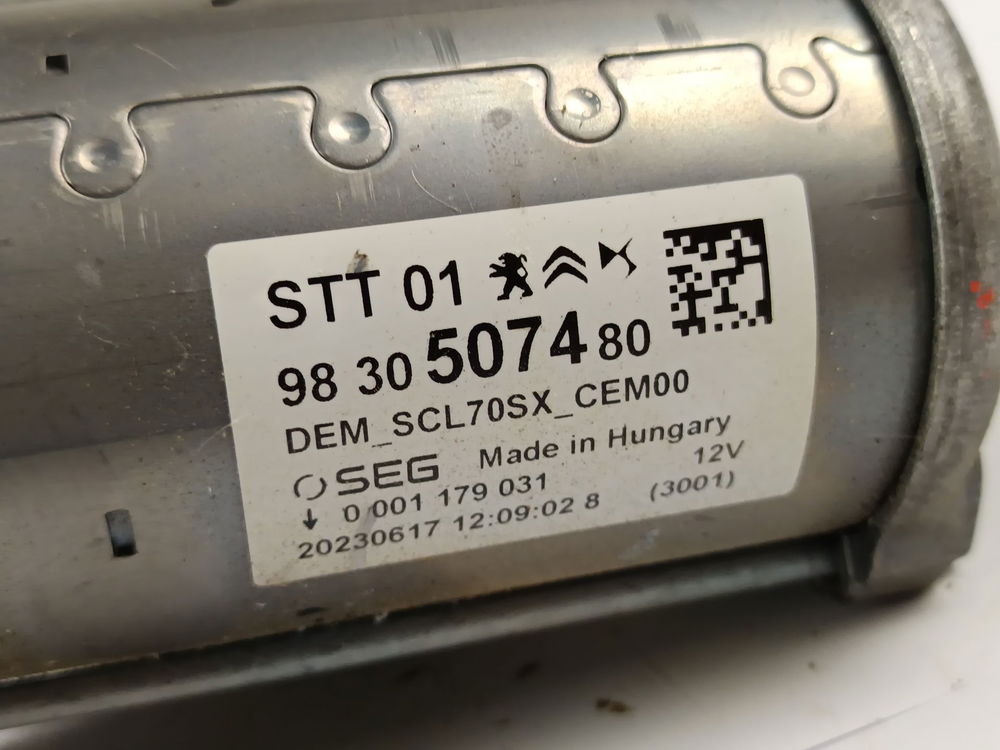 STT 01
98 30 5074 80
DEM_SCL70SX_CEM00
SEG Made in Hungary
0 001 179 031 12V
20230617 12:09:02 8 (3001)